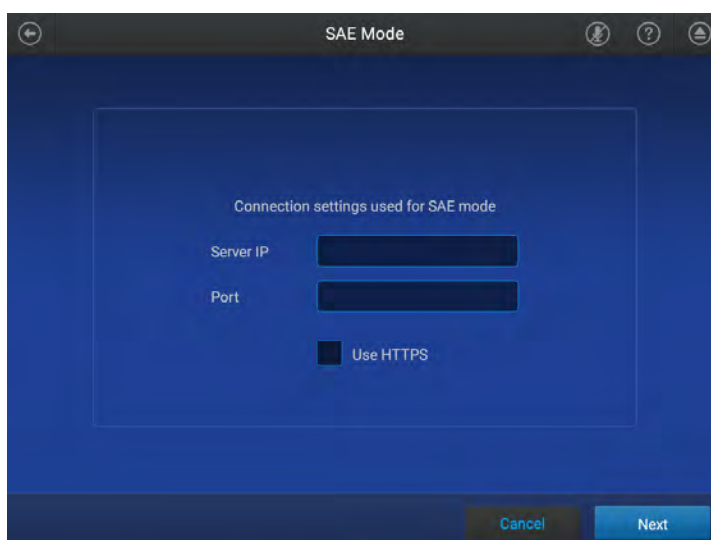 SAE Mode
?
Connection settings used for SAE mode
Server IP
Port
Use HTTPS
Cancel Next